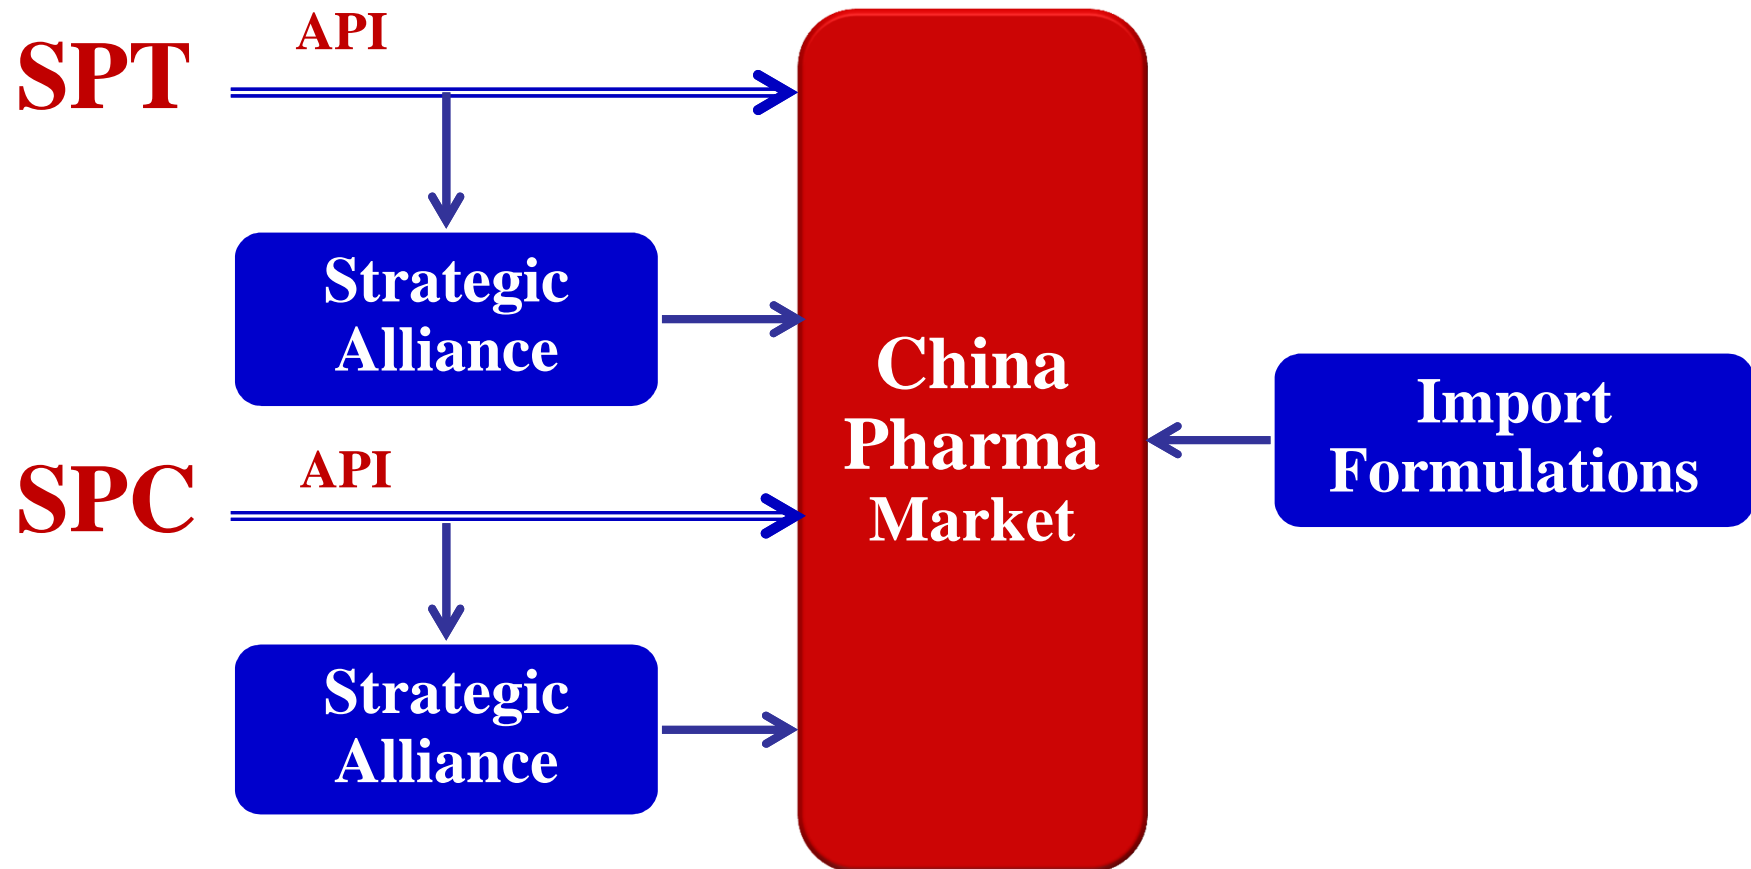 SPT
API
Strategic
Alliance
SPC
API
Strategic
Alliance
China
Pharma
Market
Import
Formulations